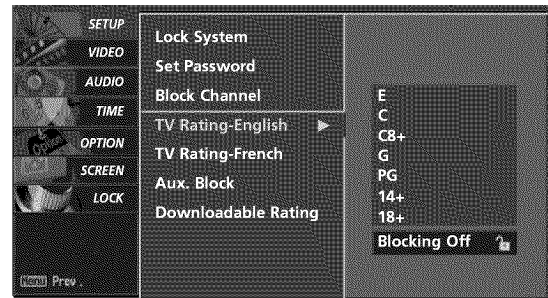 SETUP
VIDEO
AUDIO
TIME
OPTION
SCREEN
LOCK
Menu Prev.
Lock System
Set Password
Block Channel
TV Rating-English
TV Rating-French
Aux. Block
Downloadable Rating
E
C
C8+
G
PG
14+
18+
Blocking Off